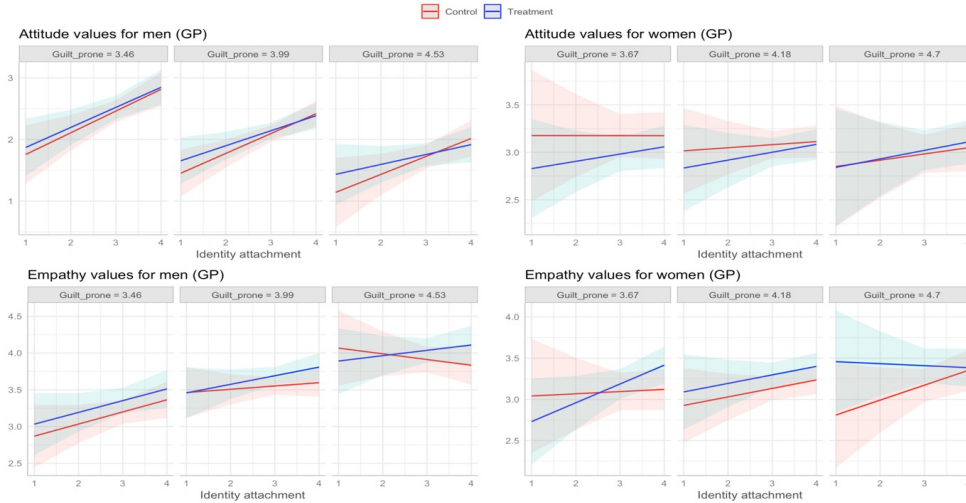 Control Treatment
Attitude values for men (GP)
Guilt_prone = 3.46 Guilt_prone = 3.99 Guilt_prone = 4.53
3
2
1
1 2 3 4 1 2 3 4 1 2 3 4
Identity attachment
Attitude values for women (GP)
Guilt_prone = 3.67 Guilt_prone = 4.18 Guilt_prone = 4.7
3.5
3.0
2.5
1 2 3 4 1 2 3 4 1 2 3 4
Identity attachment
Empathy values for men (GP)
Guilt_prone = 3.46 Guilt_prone = 3.99 Guilt_prone = 4.53
4.5
4.0
3.5
3.0
2.5
1 2 3 4 1 2 3 4 1 2 3 4
Identity attachment
Empathy values for women (GP)
Guilt_prone = 3.67 Guilt_prone = 4.18 Guilt_prone = 4.7
4.0
3.5
3.0
2.5
1 2 3 4 1 2 3 4 1 2 3 4
Identity attachment